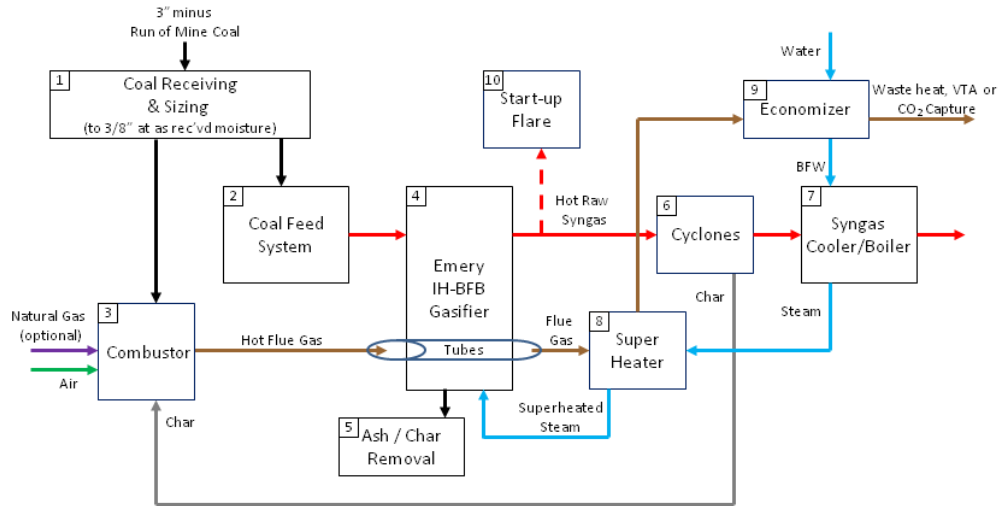 3” minus
Run of Mine Coal
1
Coal Receiving
& Sizing
(to 3/8” at as rec’vd moisture)
10
Start-up
Flare
Water
9
Economizer
Waste heat, VTA or
CO2 Capture
BFW
2
Coal Feed
System
4
Emery
IH-BFB
Gasifier
Hot Raw
Syngas
6
Cyclones
7
Syngas
Cooler/Boiler
Char
Steam
Natural Gas
(optional)
Air
3
Combustor
Hot Flue Gas
Tubes
Flue
Gas
8
Super
Heater
Superheated
Steam
5
Ash / Char
Removal
Char